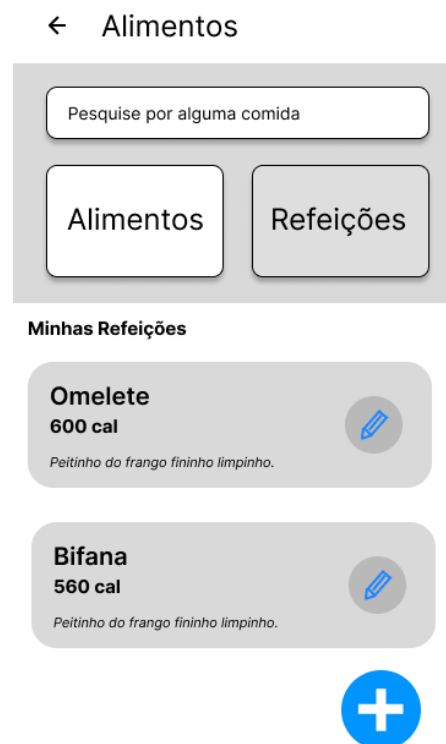 Alimentos
Pesquise por alguma comida
Alimentos
Refeições
Minhas Refeições
Omelete
600 cal
Peitinho do frango fininho limpinho.
Bifana
560 cal
Peitinho do frango fininho limpinho.